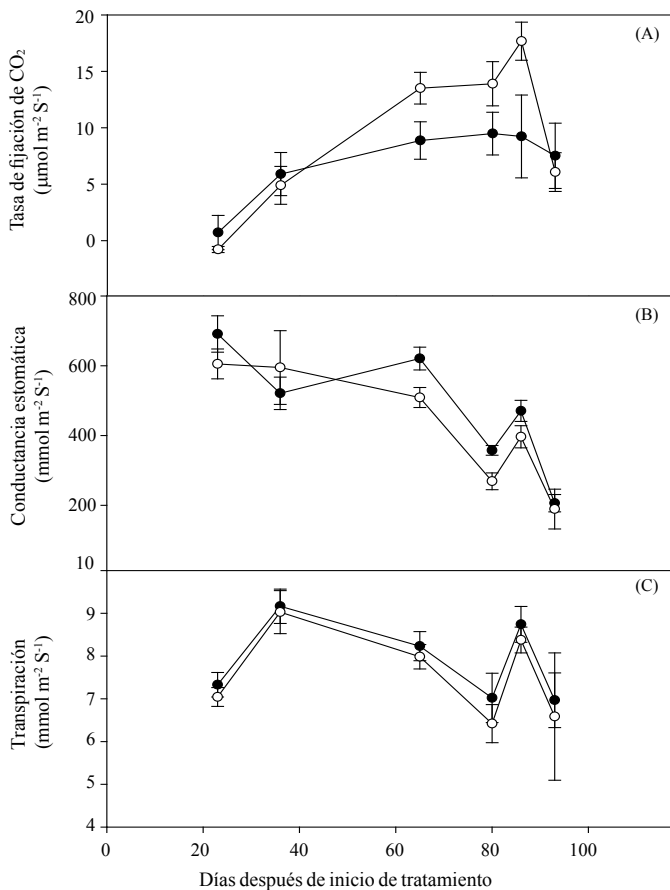 20
(A)
15
10
5
0
Tasa de fijación de CO₂
(µmol m⁻² S⁻¹)
800
(B)
600
400
200
Conductancia estomática
(mmol m⁻² S⁻¹)
10
(C)
9
8
7
6
5
4
Transpiración
(mmol m⁻² S⁻¹)
0 20 40 60 80 100
Días después de inicio de tratamiento